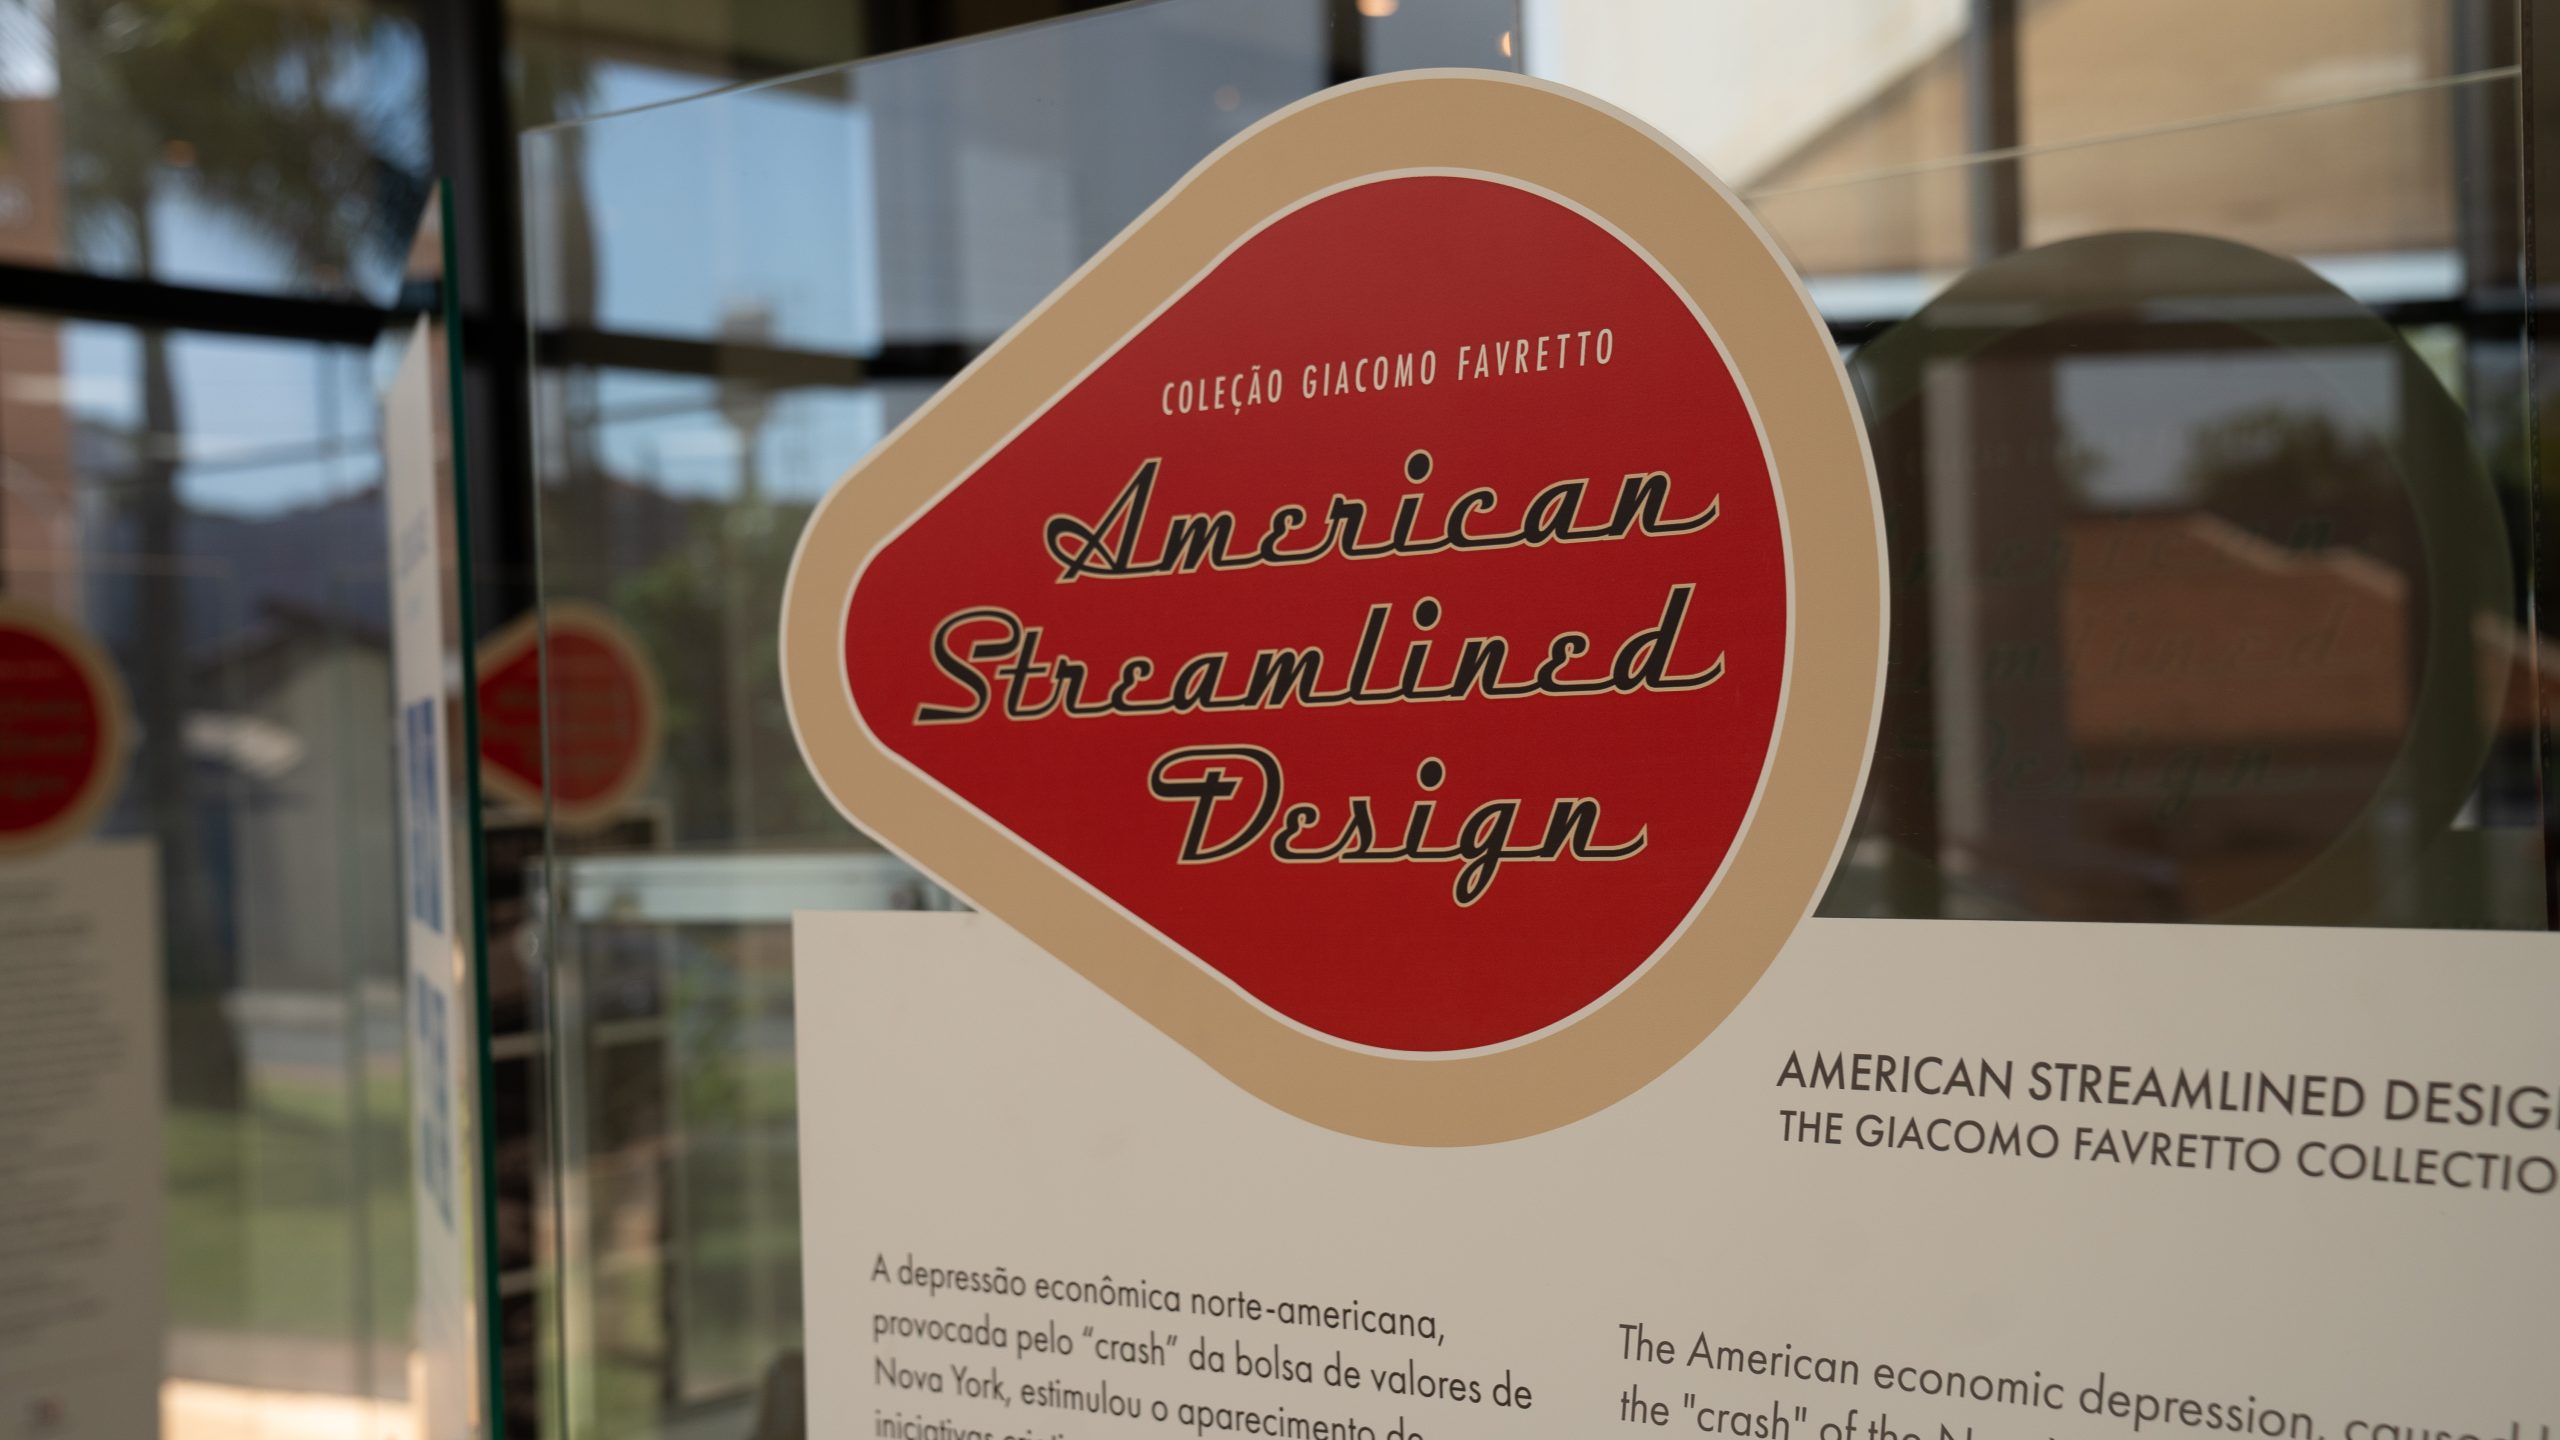 COLEÇÃO GIACOMO FAVRETTO
American
Streamlined
Design
AMERICAN STREAMLINED DESIG
THE GIACOMO FAVRETTO COLLECTIO
A depressão econômica norte-americana,
provocada pelo “crash” da bolsa de valores de
Nova York, estimulou o aparecimento de
iniciativas
The American economic depression, caused
the "crash" of the